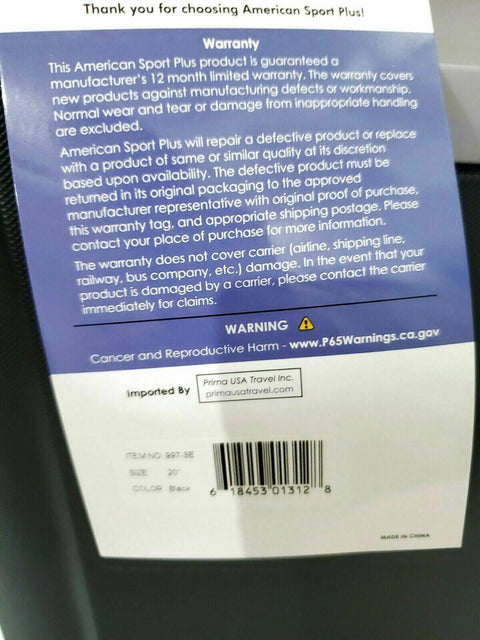 Thank you for choosing American Sport Plus!
Warranty
This American Sport Plus product is guaranteed a
manufacturer's 12 month limited warranty. The warranty covers
new products against manufacturing defects or workmanship.
Normal wear and tear or damage from inappropriate handling
are excluded.
American Sport Plus will repair a defective product or replace
with a product of same or similar quality at its discretion
based upon availability. The defective product must be
returned in its original packaging to the approved
manufacturer representative with original proof of purchase,
this warranty tag, and appropriate shipping postage. Please
contact your place of purchase for more information.
The warranty does not cover carrier (airline, shipping line,
railway, bus company, etc.) damage. In the event that your
product is damaged by a carrier, please contact the carrier
immediately for claims.
WARNING
Cancer and Reproductive Harm - www.P65Warnings.ca.gov
Imported By
Prima USA Travel Inc.
primausatravel.com
ITEM NO. 997-3E
SIZE: 20"
COLOR: Black
6 18453 01312 8
MADE IN CHINA